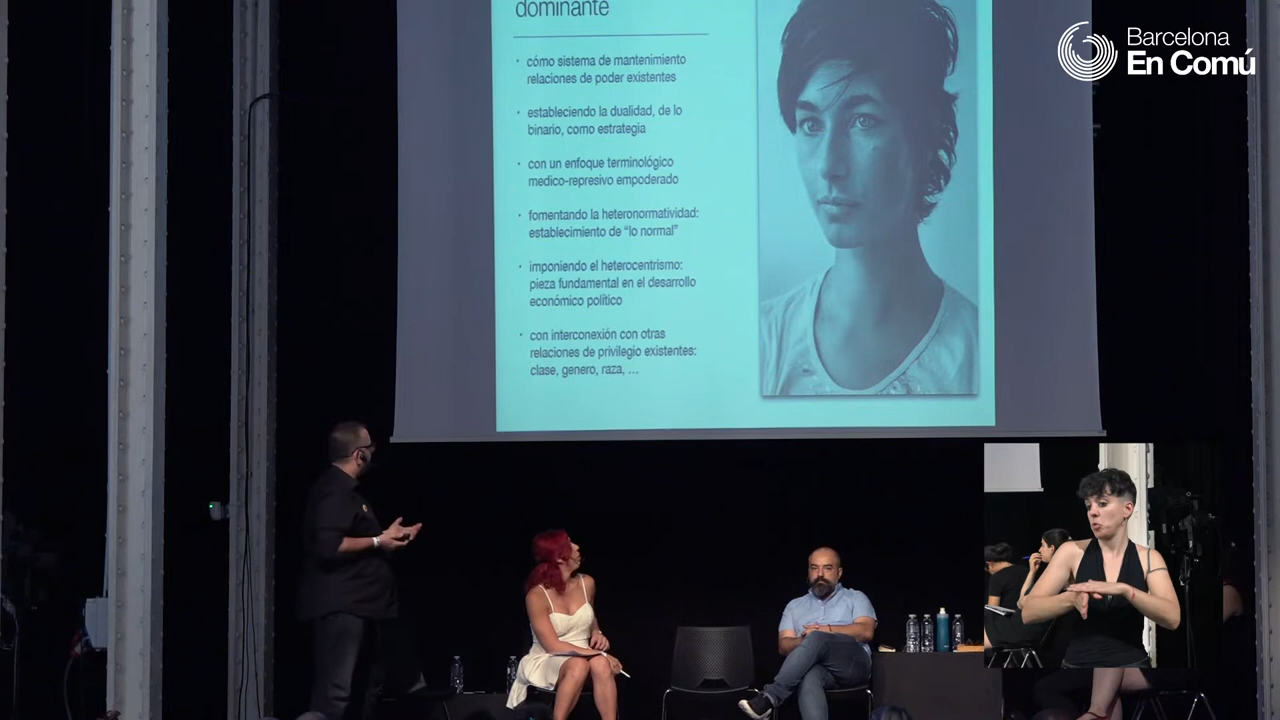 dominante
· cómo sistema de mantenimiento
relaciones de poder existentes
· estableciendo la dualidad, de lo
binario, como estrategia
· con un enfoque terminológico
medico-represivo empoderado
· fomentando la heteronormatividad:
establecimiento de “lo normal”
· imponiendo el heterocentrismo:
pieza fundamental en el desarrollo
económico político
· con interconexión con otras
relaciones de privilegio existentes:
clase, genero, raza, ...
Barcelona
En Comú